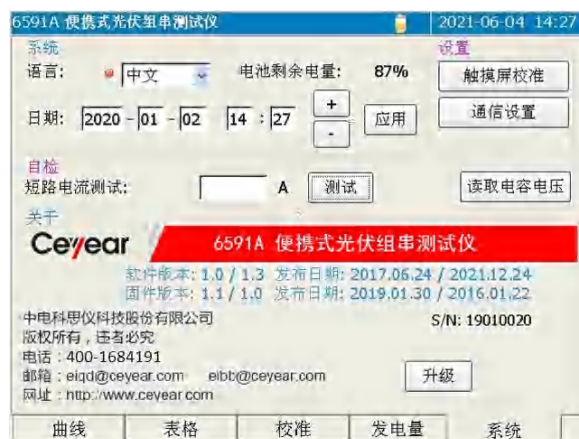 6591A 便携式光伏组串测试仪 2021-06-04 14:27
系统 设置
语言: 中文 电池剩余电量: 87% 触摸屏校准
日期: 2020 - 01 - 02 14 : 27 + - 应用 通信设置
自检
短路电流测试: A 测试 读取电容电压
关于
Ceyear 6591A 便携式光伏组串测试仪
软件版本: 1.0 / 1.3 发布日期: 2017.06.24 / 2021.12.24
固件版本: 1.1 / 1.0 发布日期: 2019.01.30 / 2016.01.22
中电科思仪科技股份有限公司 S/N: 19010020
版权所有,违者必究
电话:400-1684191
邮箱:eiqd@ceyear.com eibb@ceyear.com 升级
网址:http://www.ceyear.com
曲线 表格 校准 发电量 系统